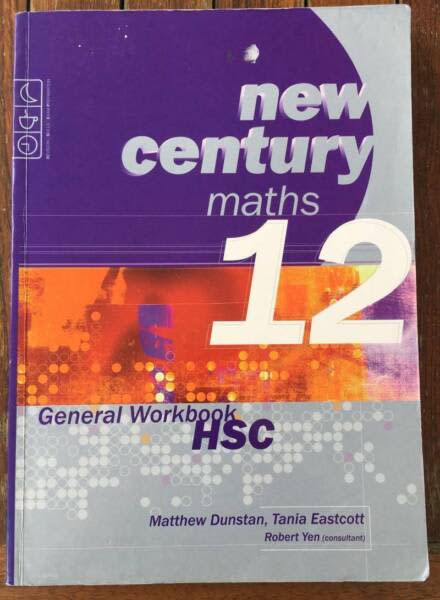 new
century
maths
12
General Workbook
HSC
Matthew Dunstan, Tania Eastcott
Robert Yen (consultant)